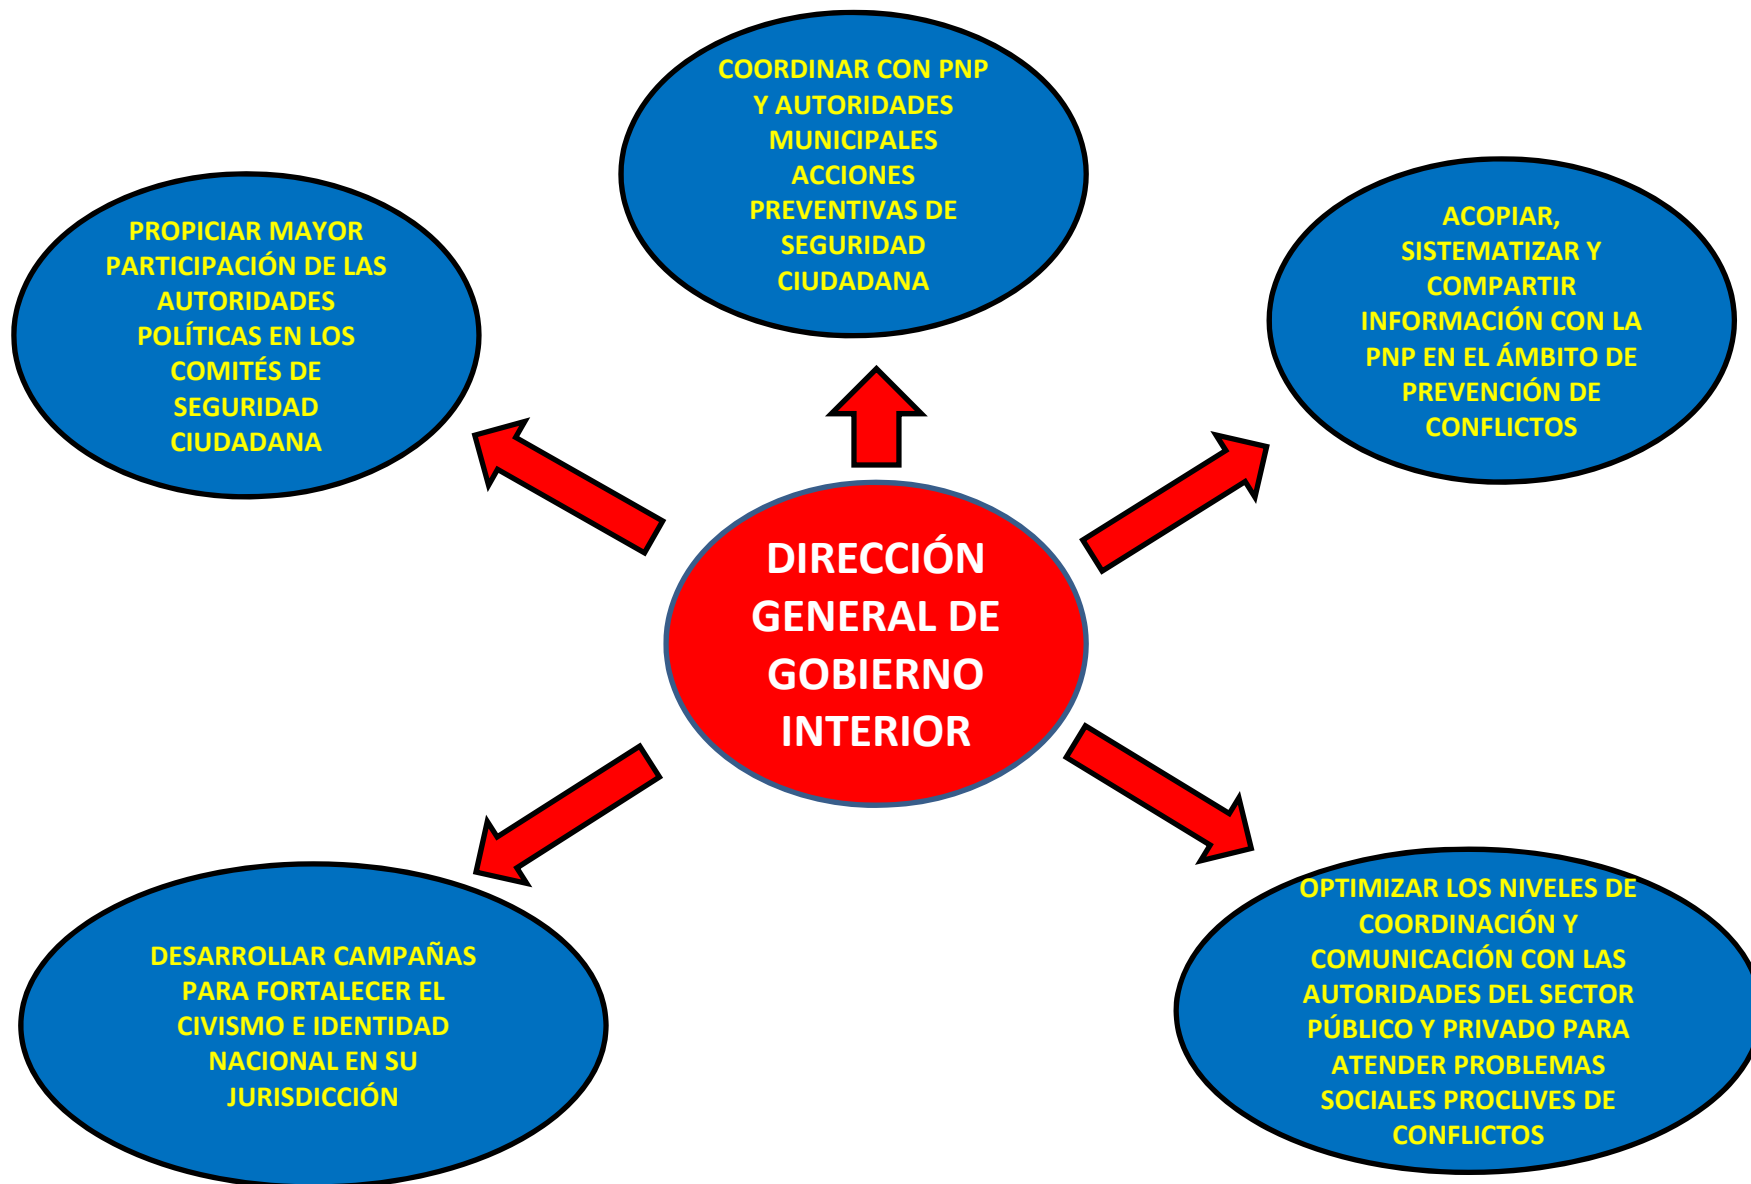 COORDINAR CON PNP
Y AUTORIDADES
MUNICIPALES
ACCIONES
PREVENTIVAS DE
SEGURIDAD
CIUDADANA
PROPICIAR MAYOR
PARTICIPACIÓN DE LAS
AUTORIDADES
POLÍTICAS EN LOS
COMITÉS DE
SEGURIDAD
CIUDADANA
ACOPIAR,
SISTEMATIZAR Y
COMPARTIR
INFORMACIÓN CON LA
PNP EN EL ÁMBITO DE
PREVENCIÓN DE
CONFLICTOS
DIRECCIÓN
GENERAL DE
GOBIERNO
INTERIOR
DESARROLLAR CAMPAÑAS
PARA FORTALECER EL
CIVISMO E IDENTIDAD
NACIONAL EN SU
JURISDICCIÓN
OPTIMIZAR LOS NIVELES DE
COORDINACIÓN Y
COMUNICACIÓN CON LAS
AUTORIDADES DEL SECTOR
PÚBLICO Y PRIVADO PARA
ATENDER PROBLEMAS
SOCIALES PROCLIVES DE
CONFLICTOS